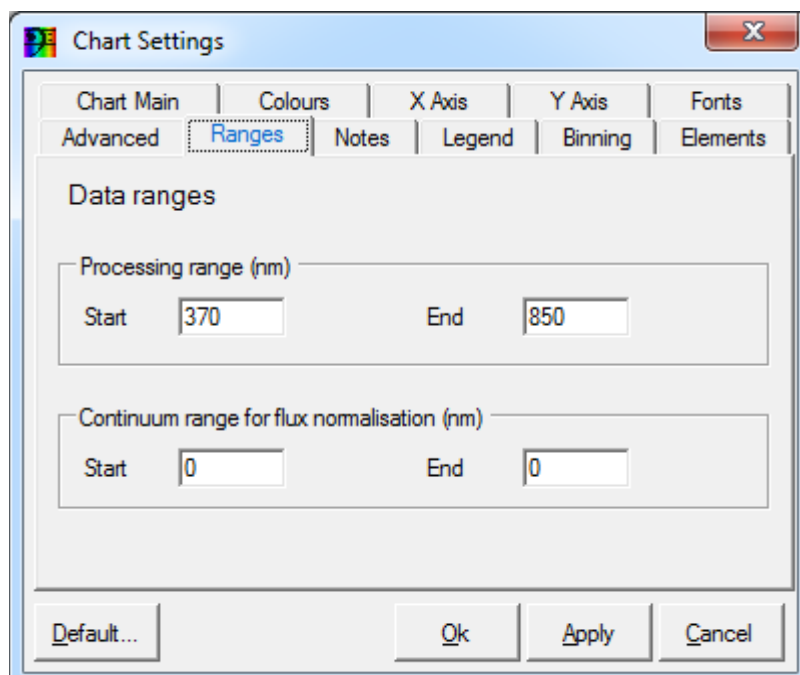 Chart Settings
Chart Main Colours X Axis Y Axis Fonts
Advanced Ranges Notes Legend Binning Elements
Data ranges
Processing range (nm)
Start 370 End 850
Continuum range for flux normalisation (nm)
Start 0 End 0
Default... Ok Apply Cancel